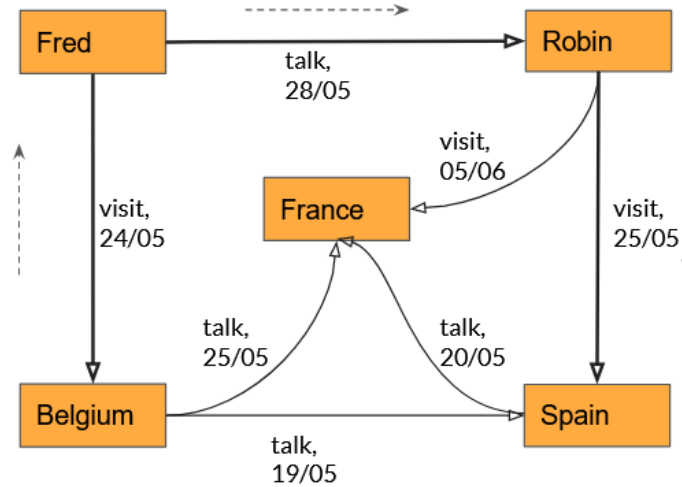 Fred
Robin
talk,
28/05
visit,
05/06
France
visit,
24/05
visit,
25/05
talk,
25/05
talk,
20/05
Belgium
Spain
talk,
19/05